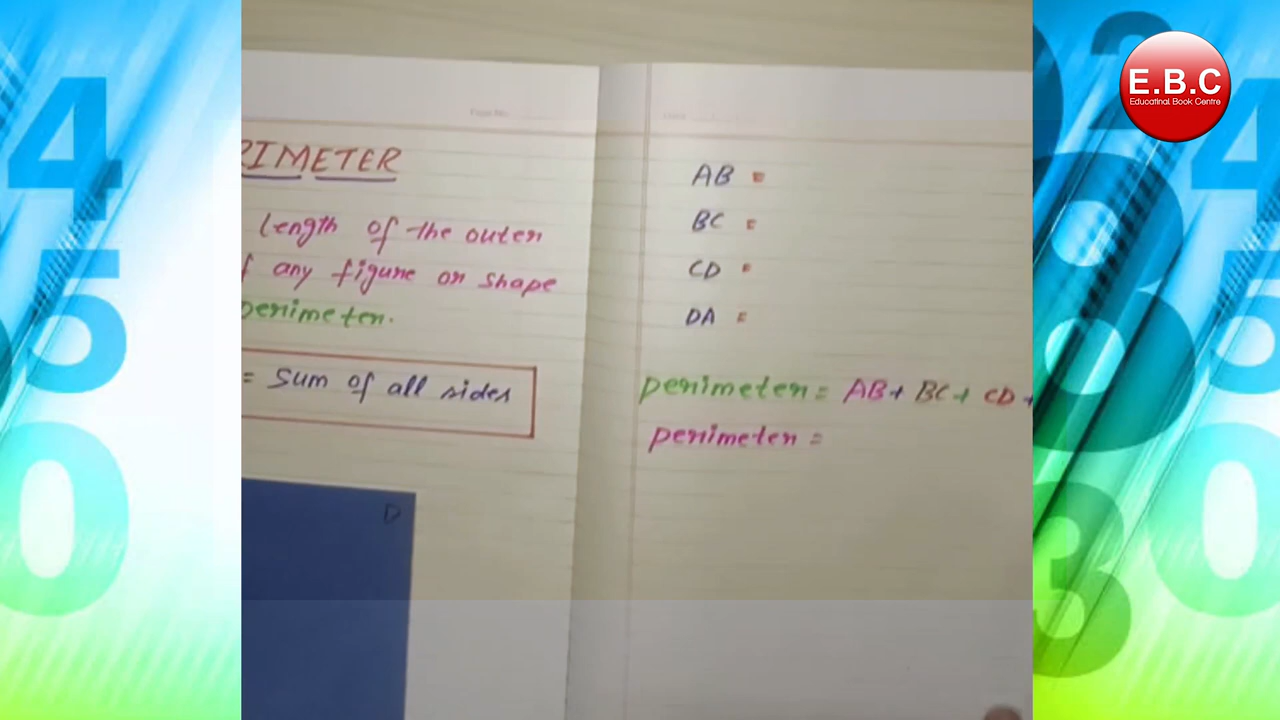 RIMETER
length of the outer
f any figure or shape
perimeter.
= Sum of all sides
D
AB =
BC =
CD =
DA =
perimeter = AB + BC + CD +
perimeter =
E.B.C
Educatinal Book Centre